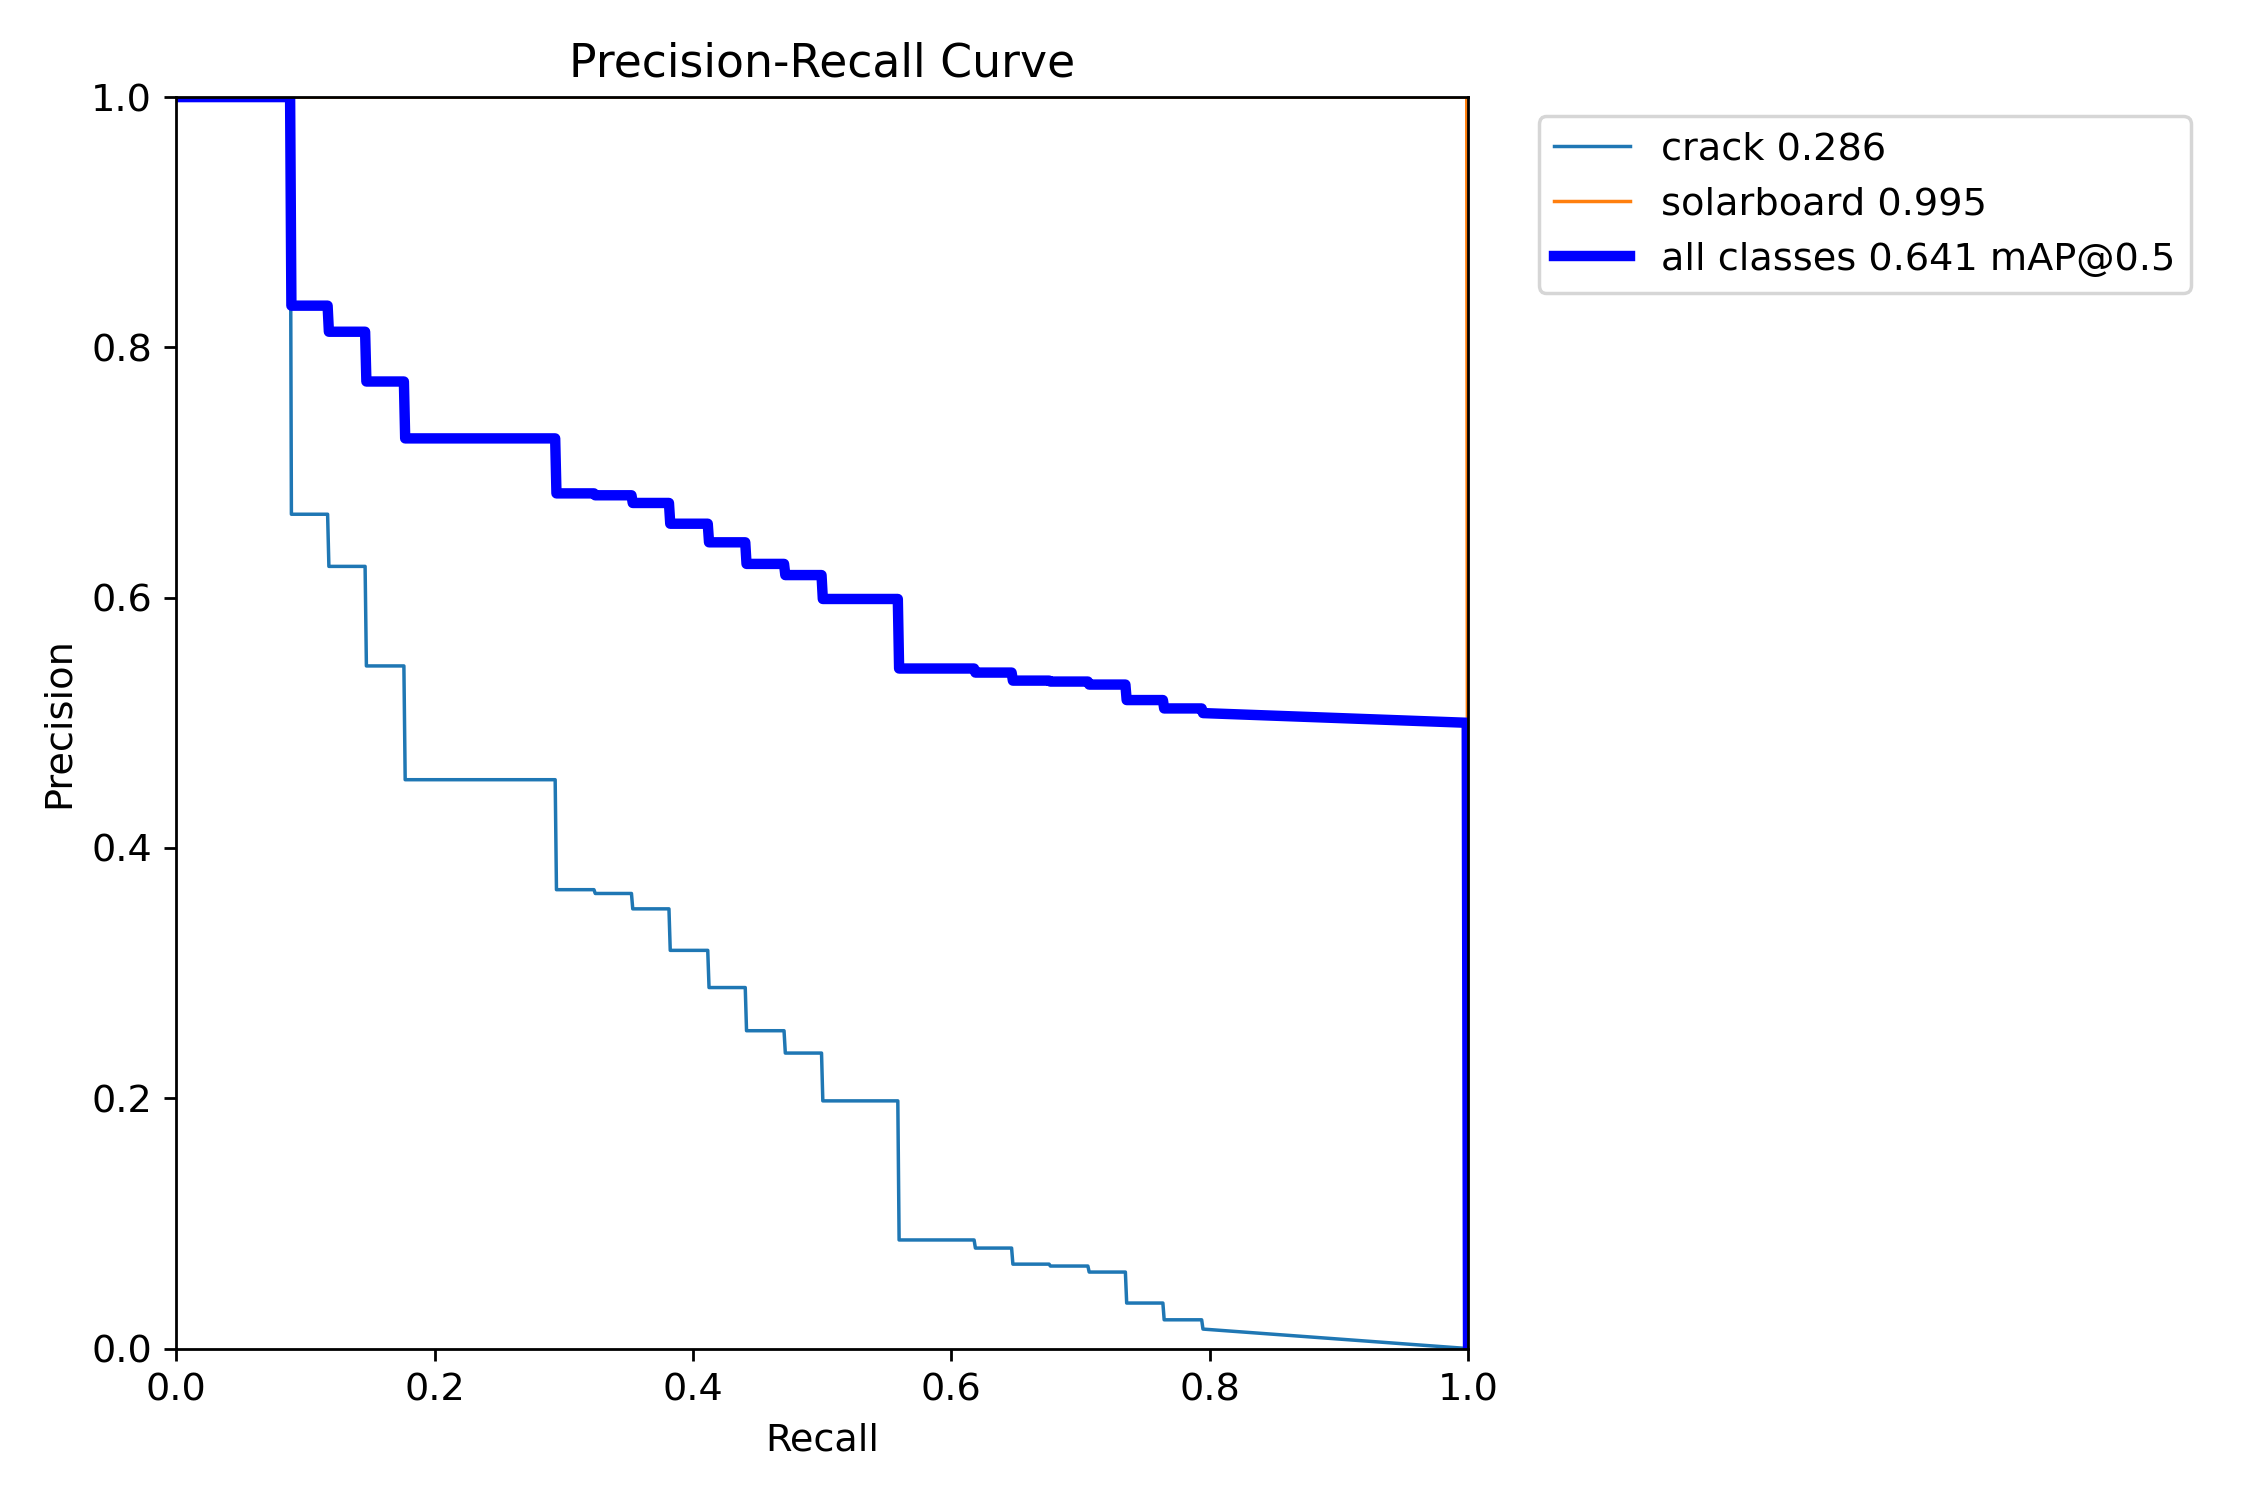 Precision-Recall Curve
1.0
0.8
0.6
0.4
0.2
0.0
Precision
0.0 0.2 0.4 0.6 0.8 1.0
Recall
crack 0.286
solarboard 0.995
all classes 0.641 mAP@0.5